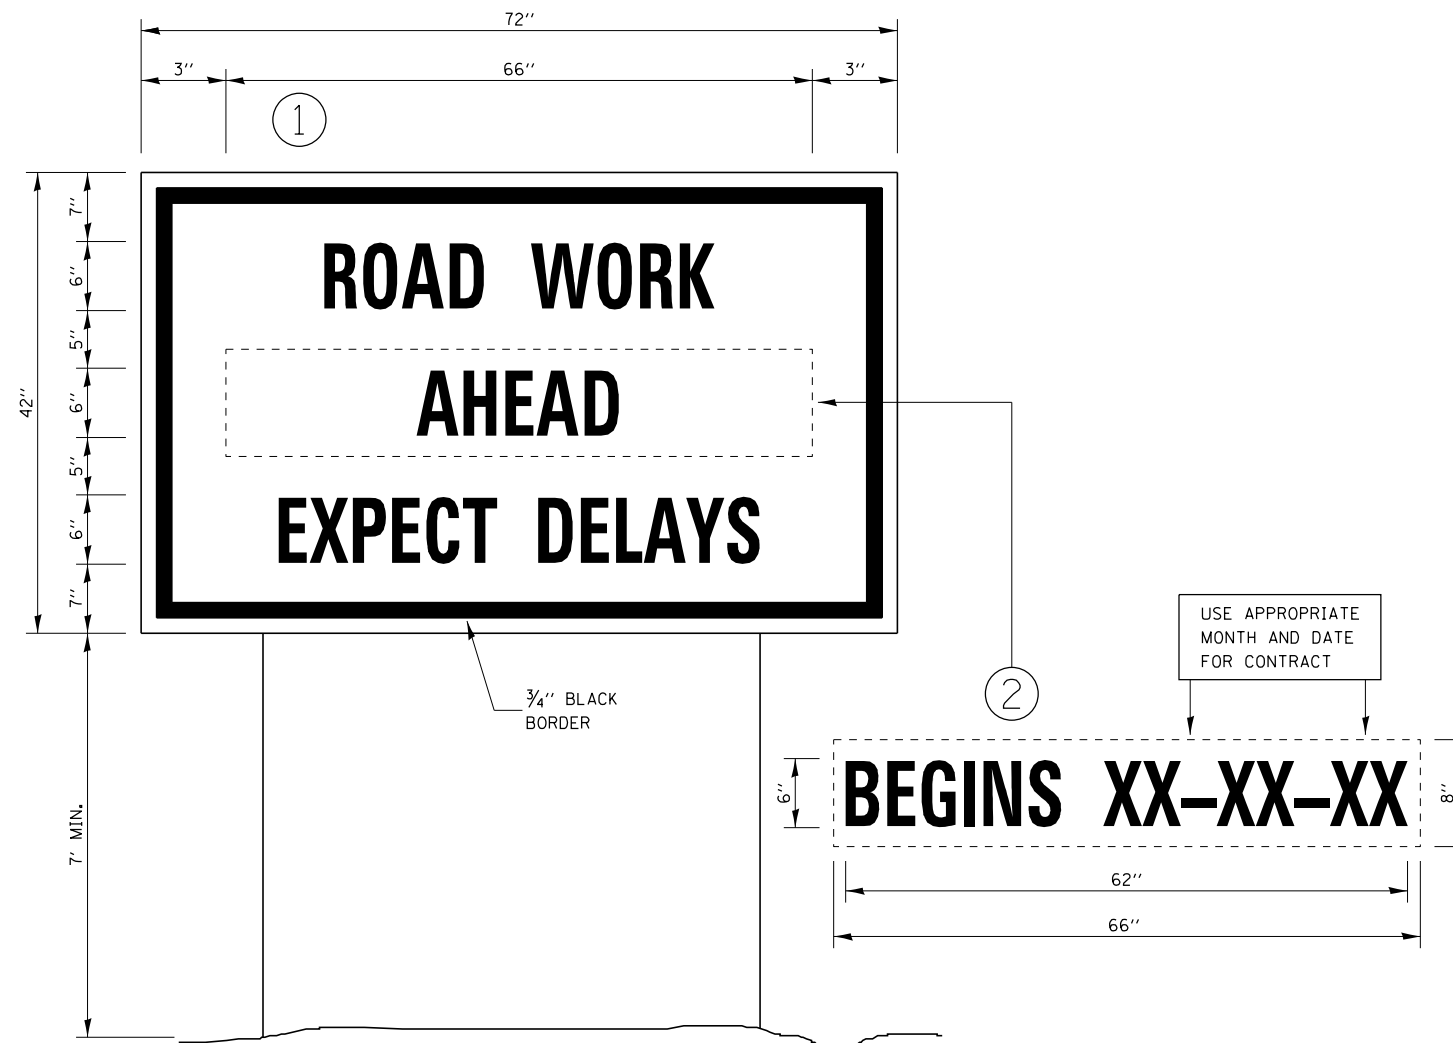 72''
3'' 66'' 3''
1
7''
6''
5''
6''
5''
6''
7''
42''
ROAD WORK
AHEAD
EXPECT DELAYS
3/4'' BLACK
BORDER
7' MIN.
USE APPROPRIATE
MONTH AND DATE
FOR CONTRACT
2
6''
BEGINS XX–XX–XX
8''
62''
66''